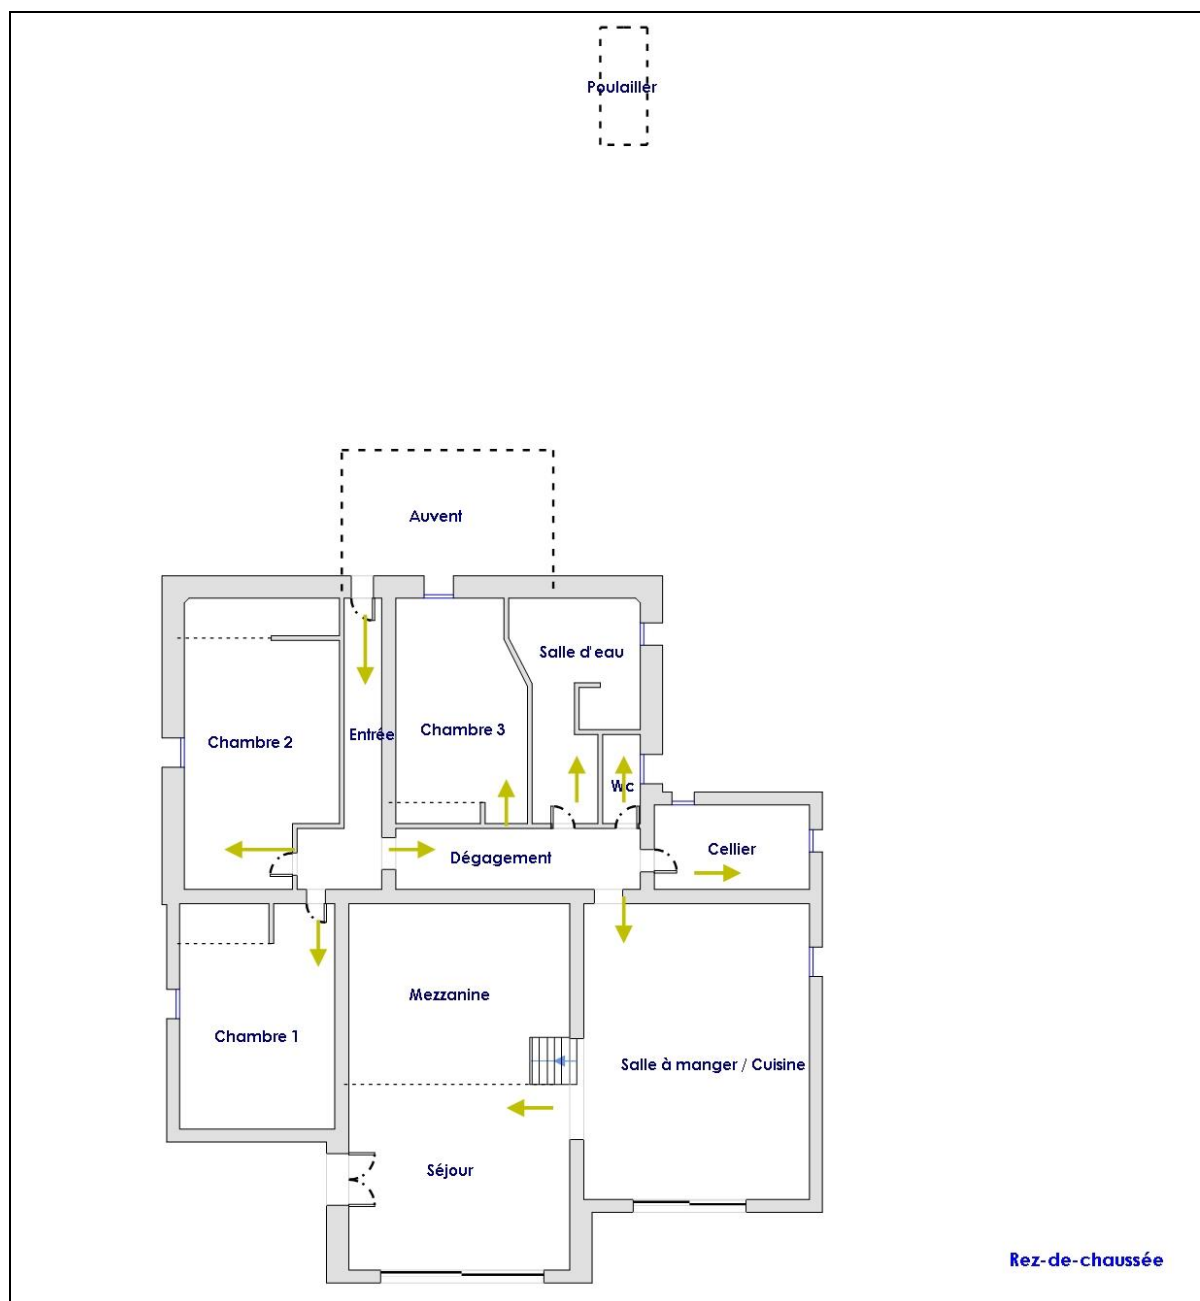 Poulailler
Auvent
Salle d'eau
Chambre 3
Entrée
Chambre 2
Wc
Cellier
Dégagement
Mezzanine
Chambre 1
Salle à manger / Cuisine
Séjour
Rez-de-chaussée